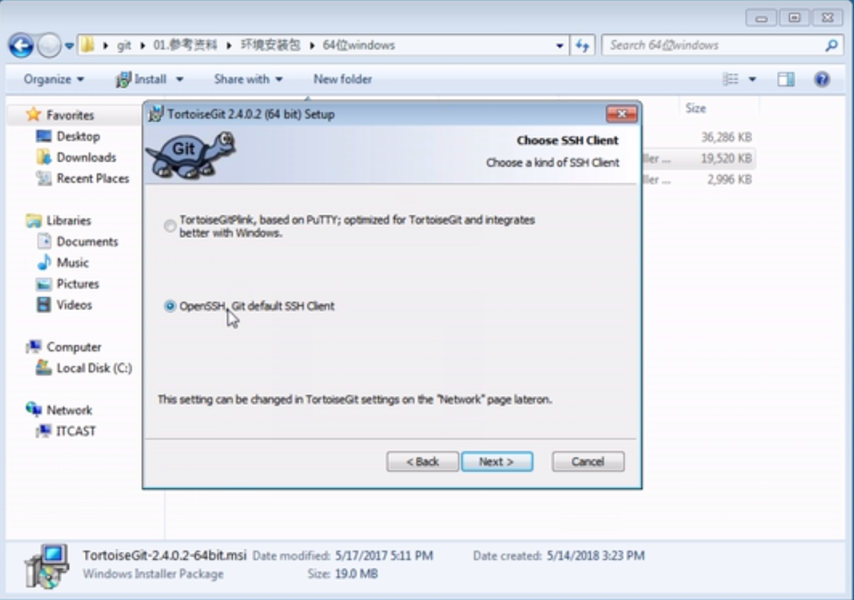 git 01.参考资料 环境安装包 64位windows
Search 64位windows
Organize Install Share with New folder
Favorites
Desktop
Downloads
Recent Places
Libraries
Documents
Music
Pictures
Videos
Computer
Local Disk (C:)
Network
ITCAST
TortoiseGit 2.4.0.2 (64 bit) Setup
Git
Choose SSH Client
Choose a kind of SSH Client
TortoiseGitPlink, based on PuTTY; optimized for TortoiseGit and integrates
better with Windows.
OpenSSH, Git default SSH Client
This setting can be changed in TortoiseGit settings on the "Network" page lateron.
< Back Next > Cancel
Size
36,286 KB
ller ... 19,520 KB
ller ... 2,996 KB
TortoiseGit-2.4.0.2-64bit.msi Date modified: 5/17/2017 5:11 PM Date created: 5/14/2018 3:23 PM
Windows Installer Package Size: 19.0 MB